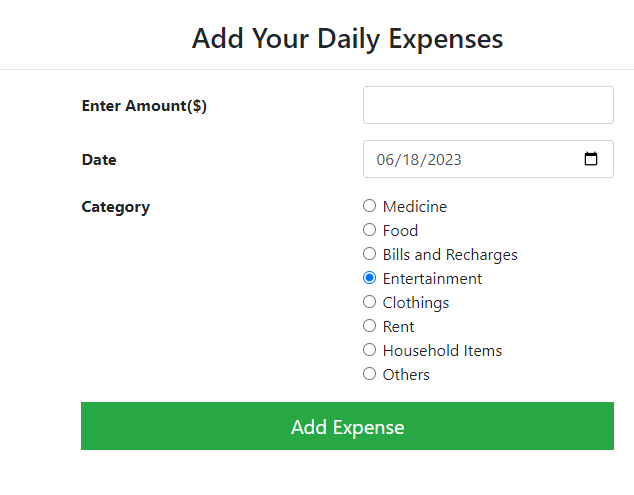 Add Your Daily Expenses
Enter Amount($)
Date 06/18/2023
Category Medicine
Food
Bills and Recharges
Entertainment
Clothings
Rent
Household Items
Others
Add Expense